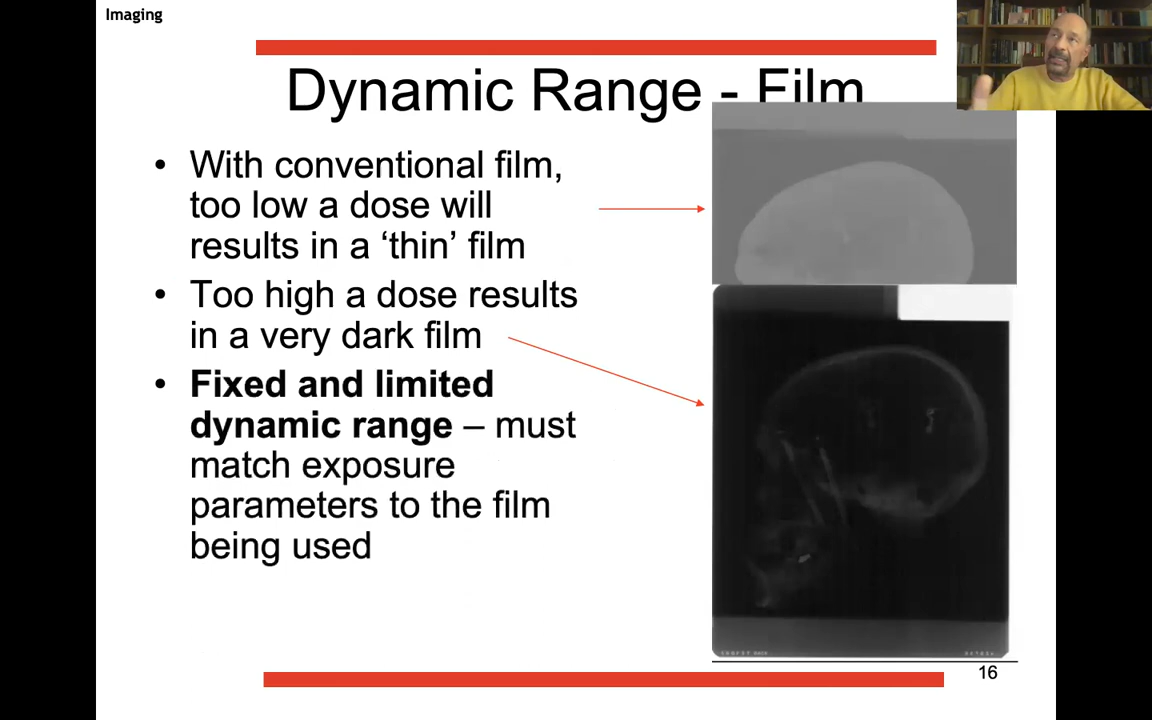 Imaging
Dynamic Range - Film
• With conventional film,
too low a dose will
results in a ‘thin’ film
• Too high a dose results
in a very dark film
• Fixed and limited
dynamic range – must
match exposure
parameters to the film
being used
16